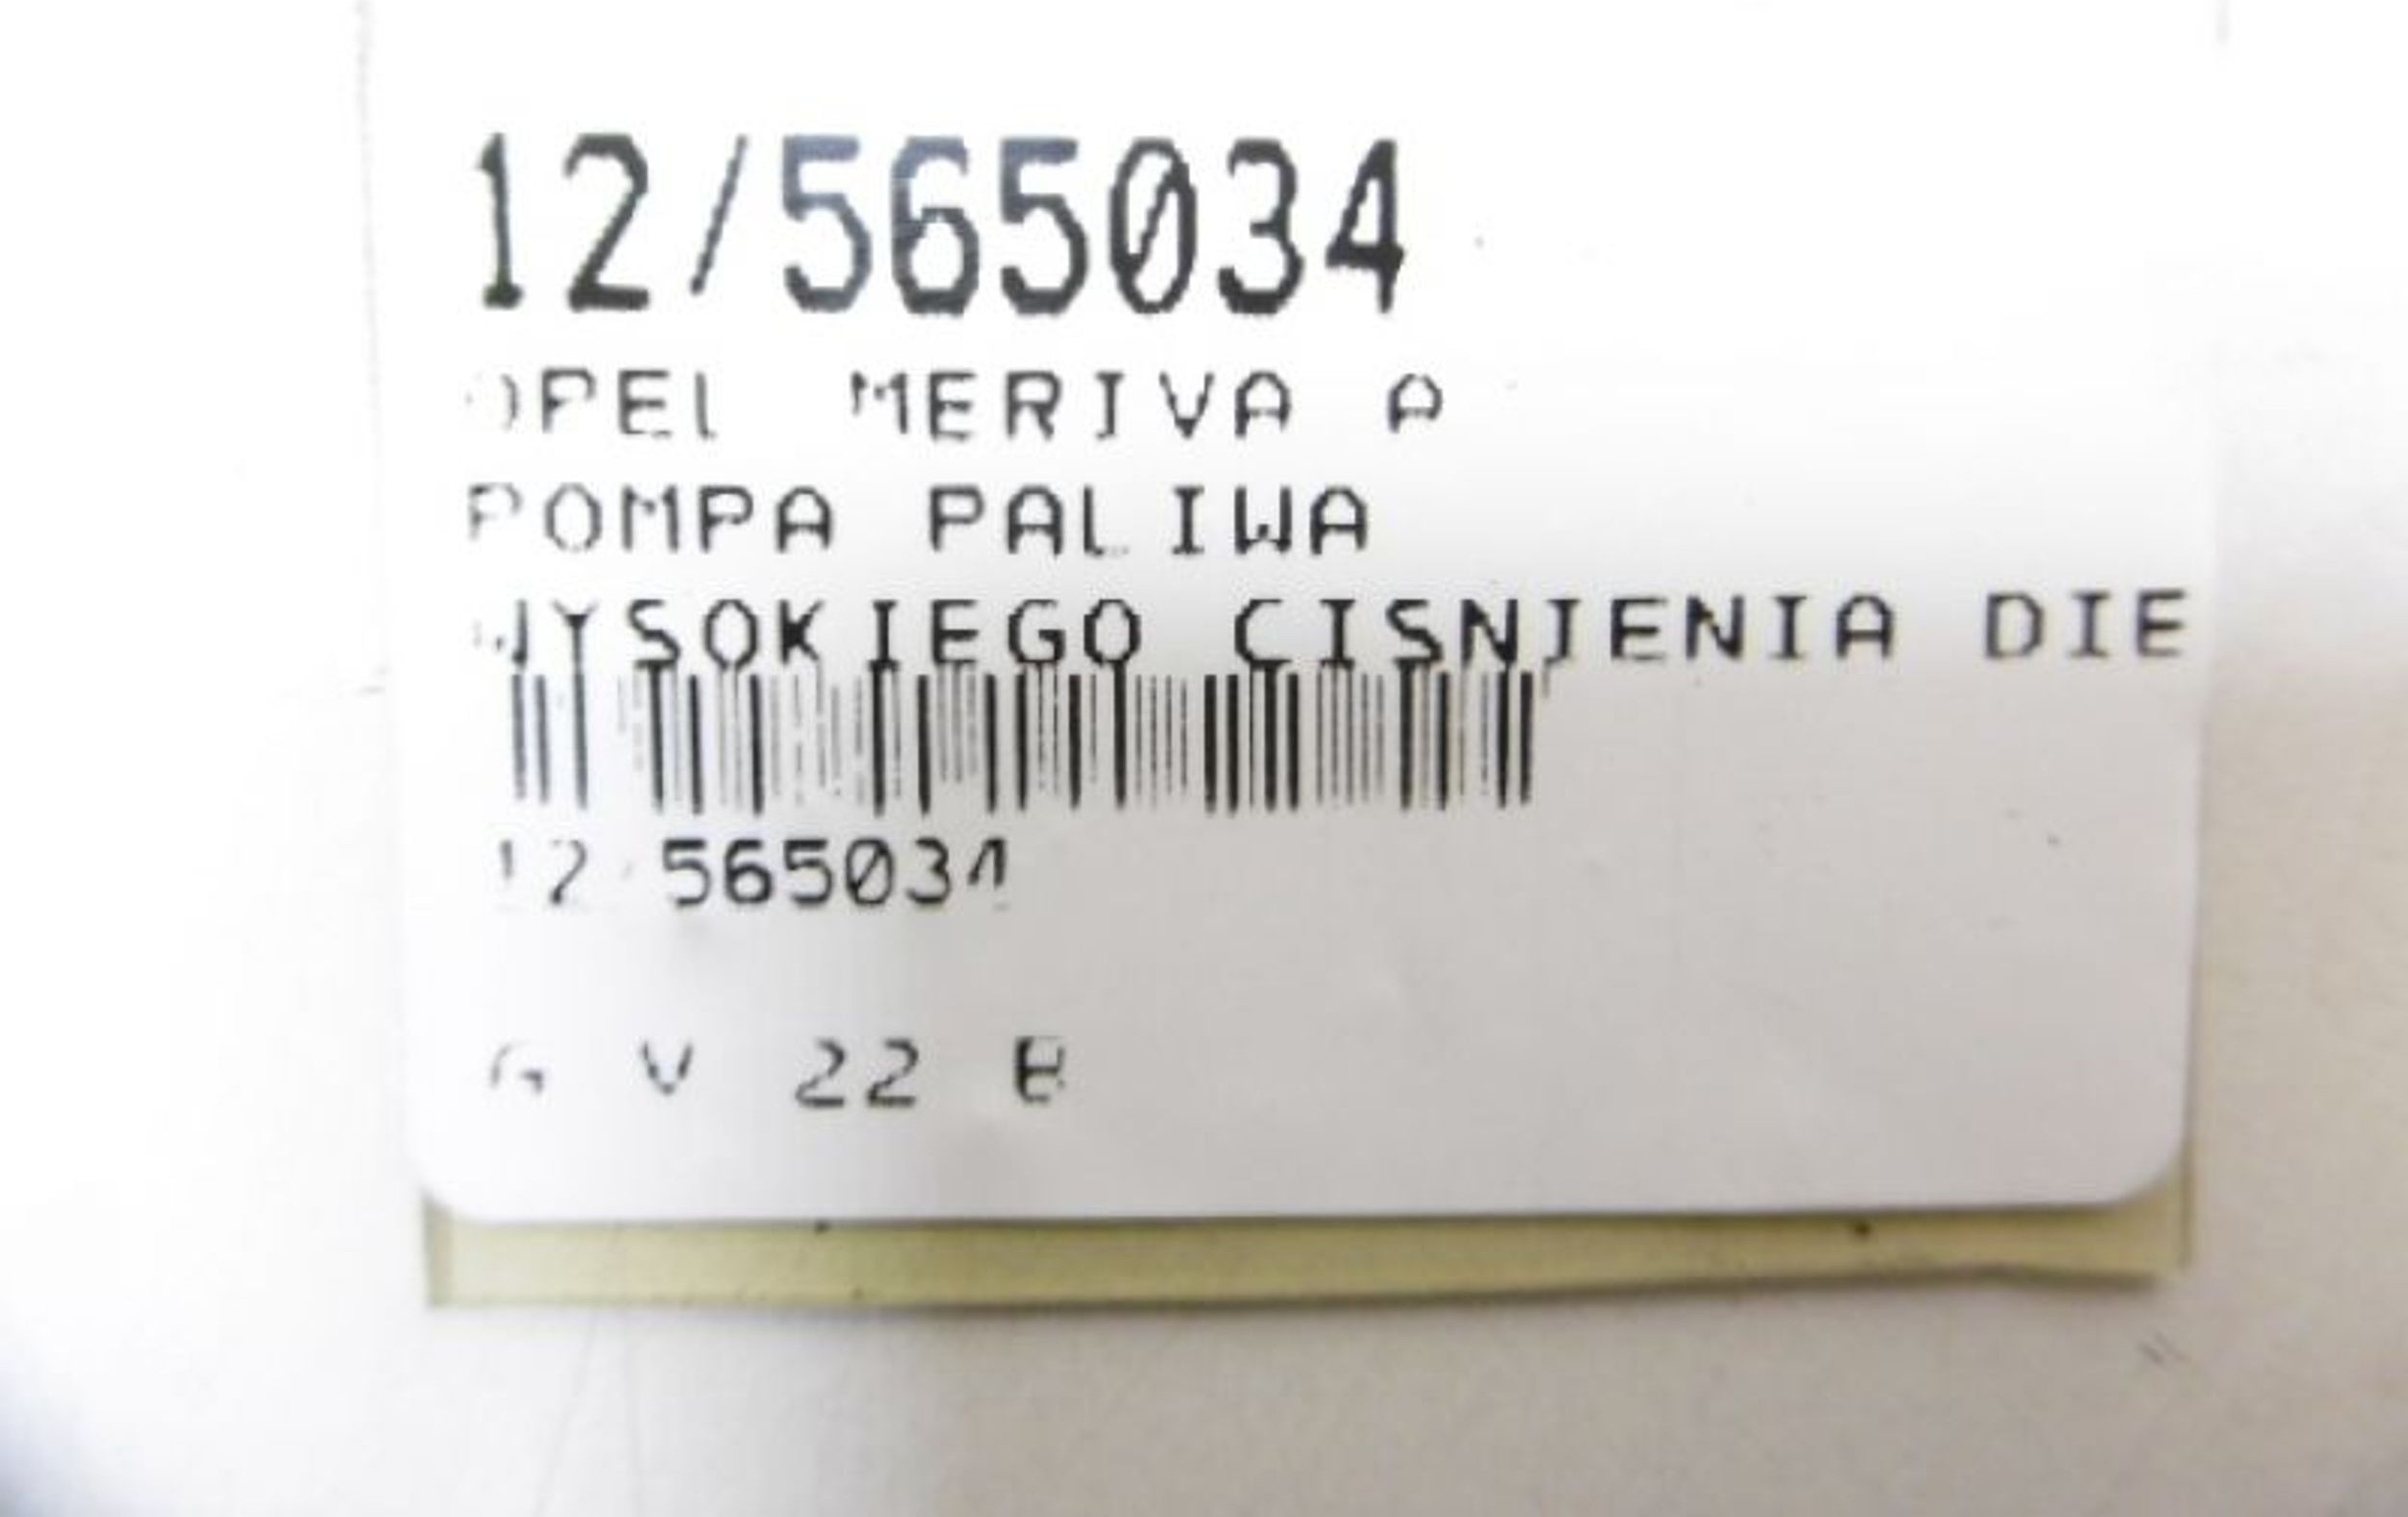 12/565034
OPEL MERIVA A
POMPA PALIWA
WYSOKIEGO CISNIENIA DIE
12/565034
G V 22 B